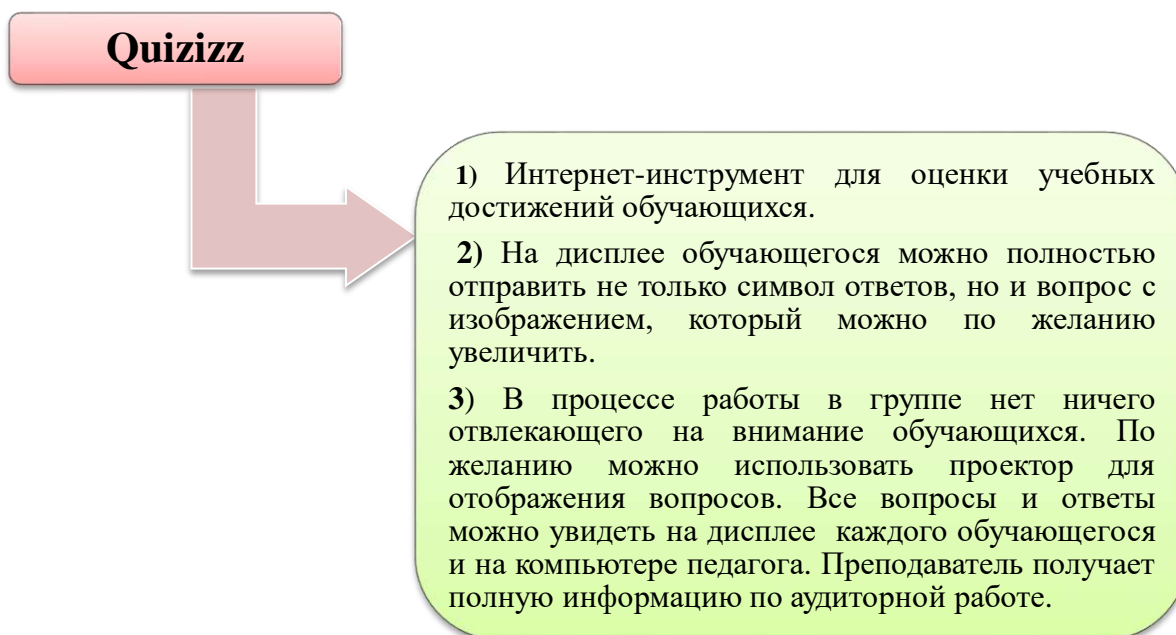 Quizizz
1) Интернет-инструмент для оценки учебных
достижений обучающихся.
2) На дисплее обучающегося можно полностью
отправить не только символ ответов, но и вопрос с
изображением, который можно по желанию
увеличить.
3) В процессе работы в группе нет ничего
отвлекающего на внимание обучающихся. По
желанию можно использовать проектор для
отображения вопросов. Все вопросы и ответы
можно увидеть на дисплее каждого обучающегося
и на компьютере педагога. Преподаватель получает
полную информацию по аудиторной работе.